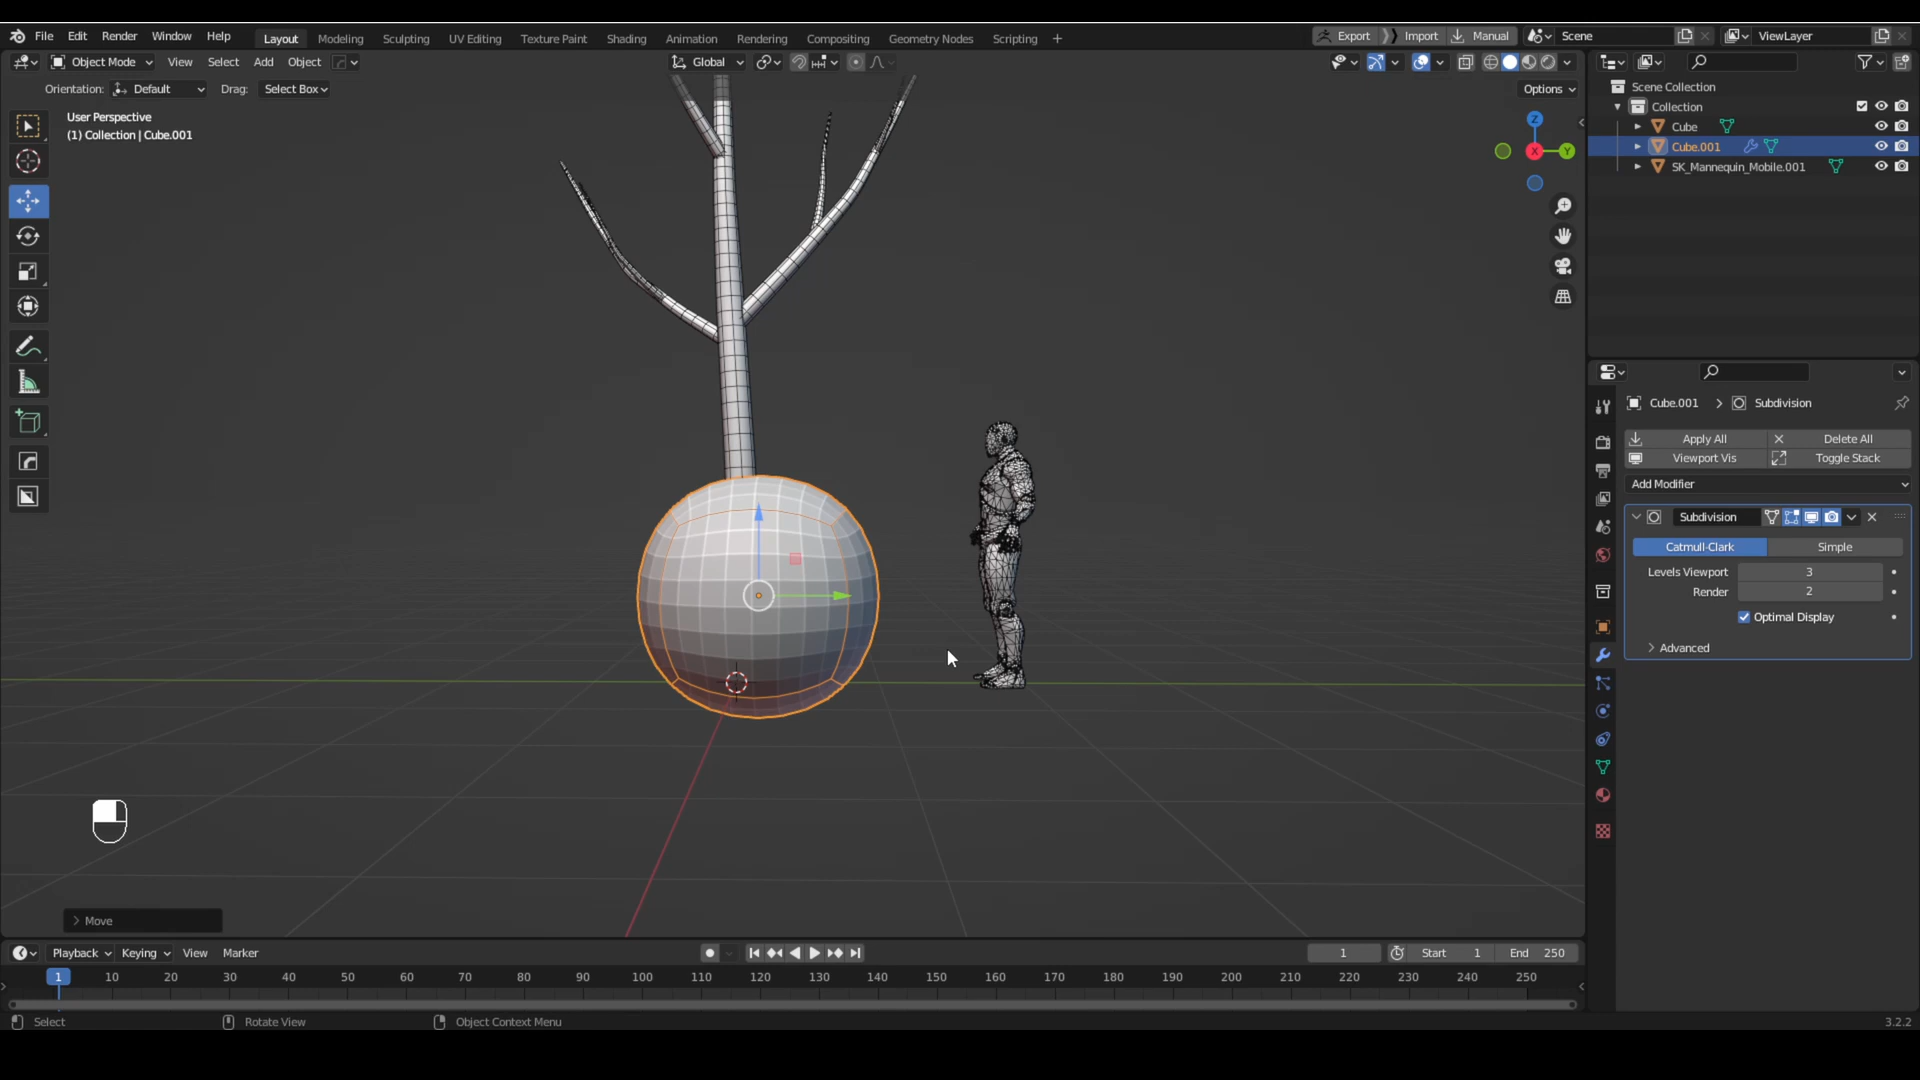 File Edit Render Window Help Layout Modeling Sculpting UV Editing Texture Paint Shading Animation Rendering Compositing Geometry Nodes Scripting + Export Import Manual Scene ViewLayer
Object Mode View Select Add Object Global
Orientation: Default Drag: Select Box Options
User Perspective
(1) Collection | Cube.001
Z
X
Y
Scene Collection
Collection
Cube
Cube.001
SK_Mannequin_Mobile.001
Cube.001 > Subdivision
Apply All Delete All
Viewport Vis Toggle Stack
Add Modifier
Subdivision
Catmull-Clark Simple
Levels Viewport 3
Render 2
Optimal Display
Advanced
Move
Playback Keying View Marker 1 Start 1 End 250
1 10 20 30 40 50 60 70 80 90 100 110 120 130 140 150 160 170 180 190 200 210 220 230 240 250
Select Rotate View Object Context Menu 3.2.2